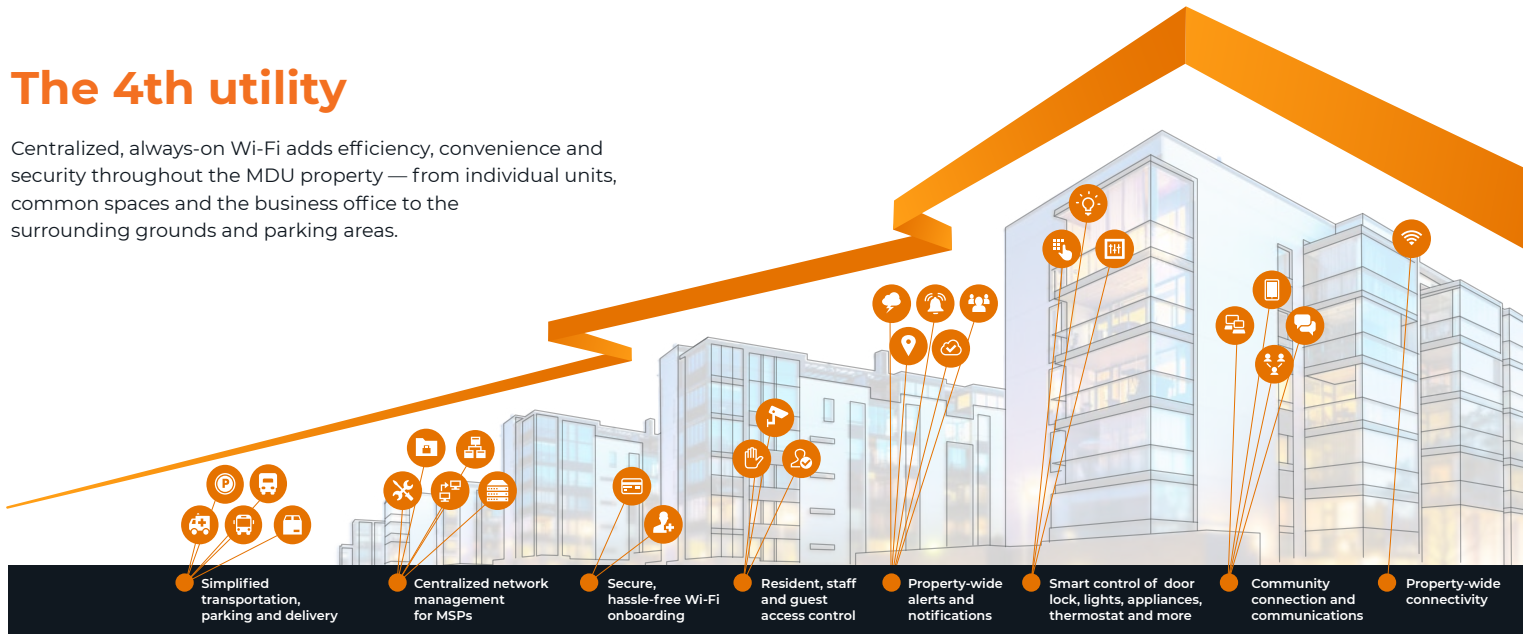 The 4th utility
Centralized, always-on Wi-Fi adds efficiency, convenience and
security throughout the MDU property — from individual units,
common spaces and the business office to the
surrounding grounds and parking areas.
P
Simplified
transportation,
parking and delivery
Centralized network
management
for MSPs
Secure,
hassle-free Wi-Fi
onboarding
Resident, staff
and guest
access control
Property-wide
alerts and
notifications
Smart control of door
lock, lights, appliances,
thermostat and more
Community
connection and
communications
Property-wide
connectivity